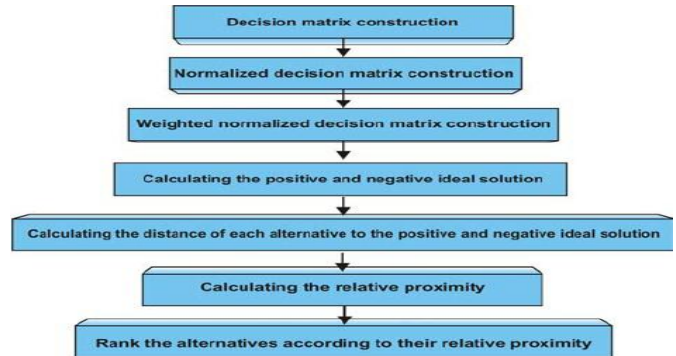 Decision matrix construction
Normalized decision matrix construction
Weighted normalized decision matrix construction
Calculating the positive and negative ideal solution
Calculating the distance of each alternative to the positive and negative ideal solution
Calculating the relative proximity
Rank the alternatives according to their relative proximity